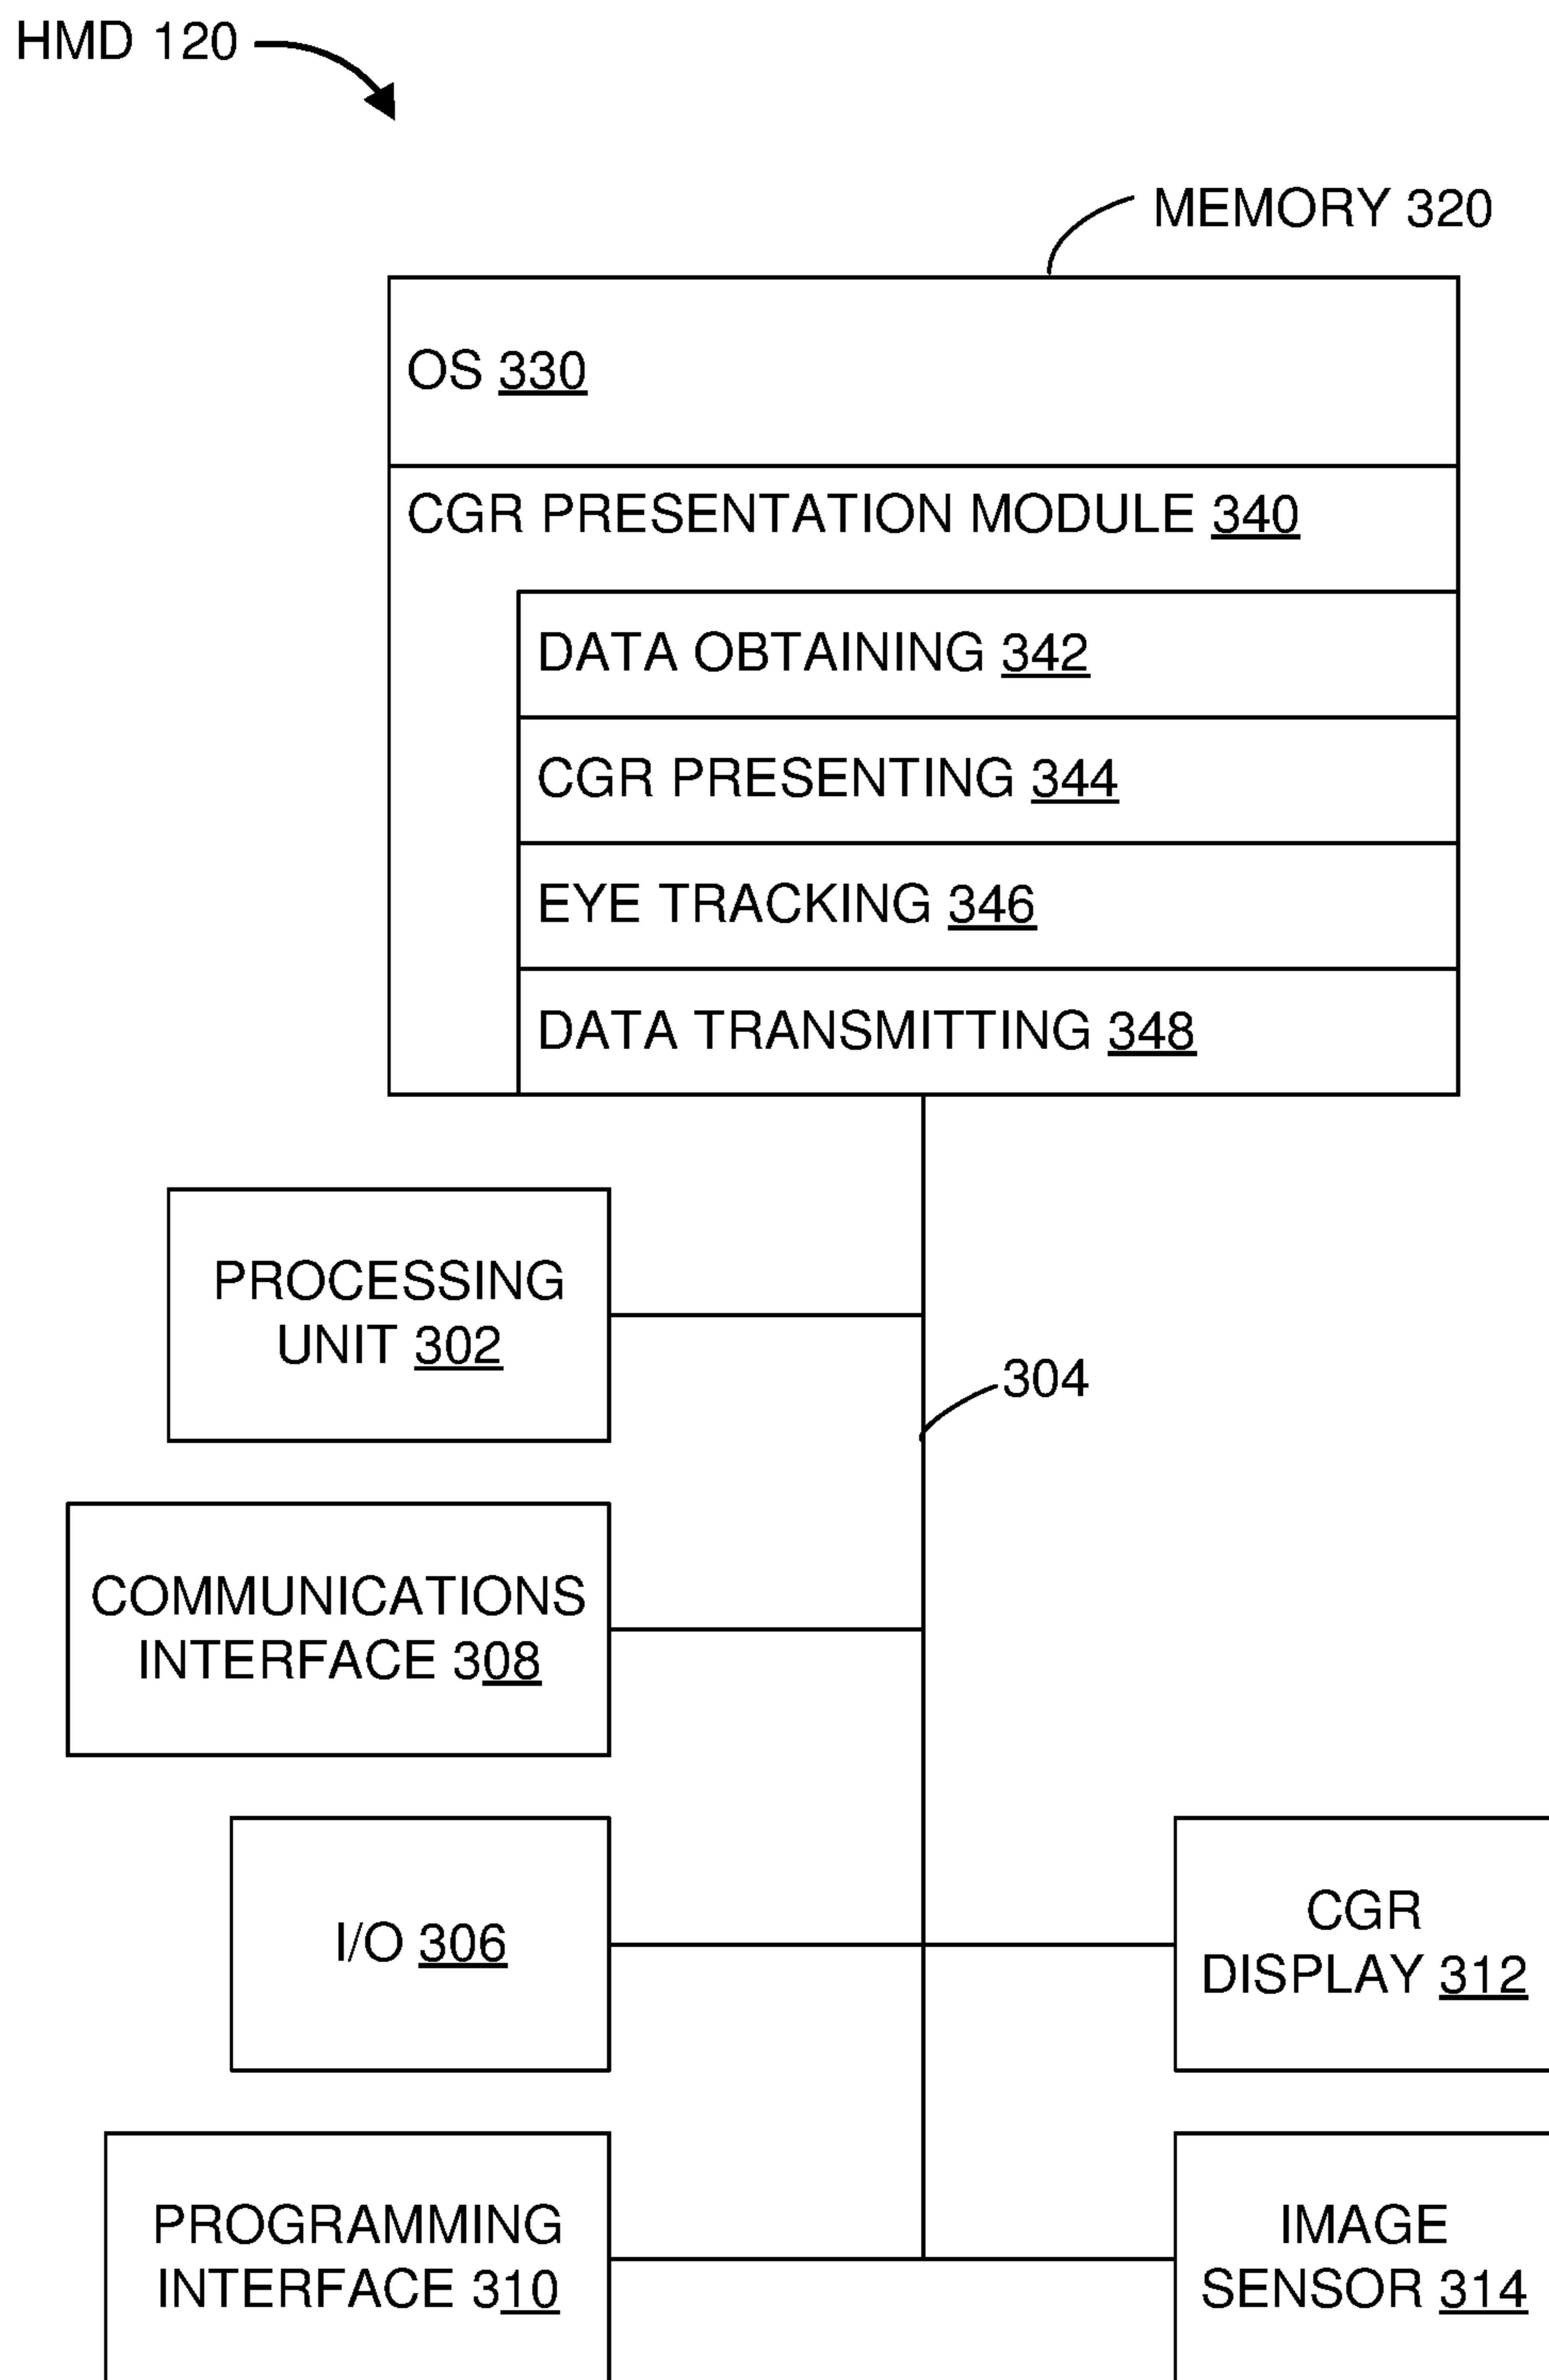 HMD 120
MEMORY 320
OS 330
CGR PRESENTATION MODULE 340
DATA OBTAINING 342
CGR PRESENTING 344
EYE TRACKING 346
DATA TRANSMITTING 348
PROCESSING
UNIT 302
304
COMMUNICATIONS
INTERFACE 308
I/O 306
CGR
DISPLAY 312
PROGRAMMING
INTERFACE 310
IMAGE
SENSOR 314